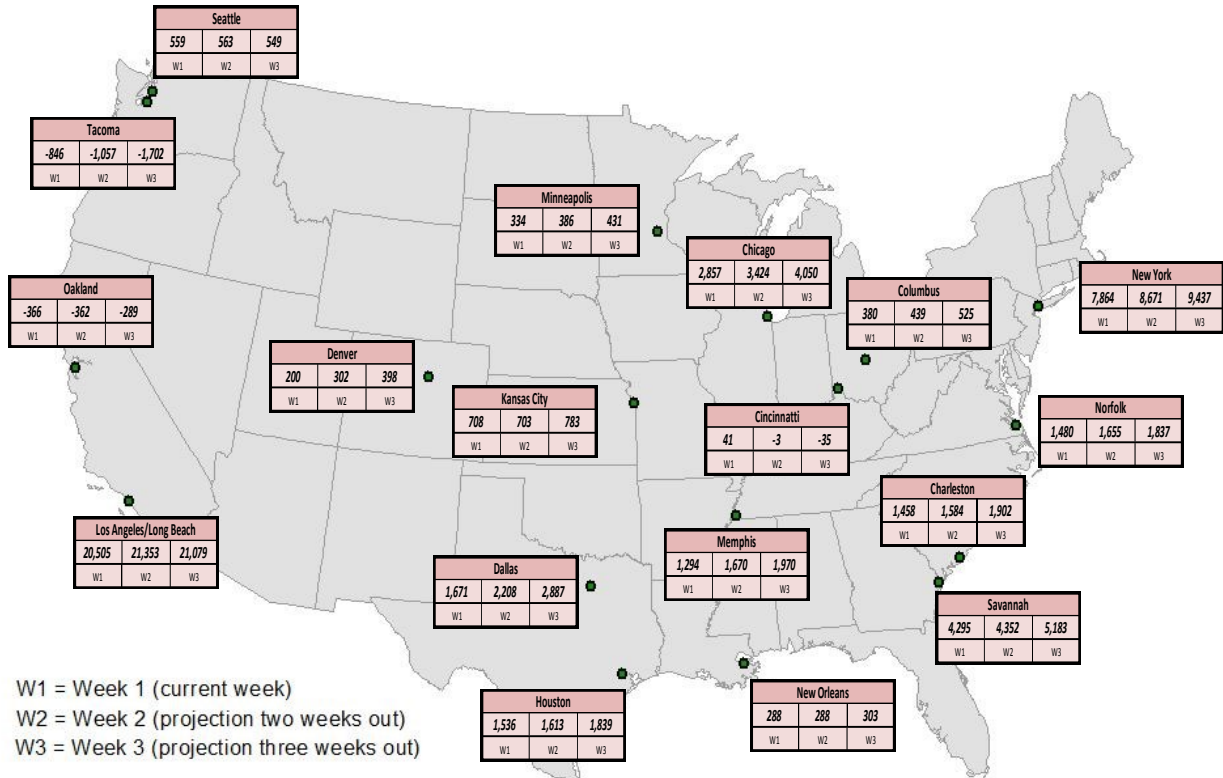 Seattle
559 563 549
W1 W2 W3
Tacoma
-846 -1,057 -1,702
W1 W2 W3
Minneapolis
334 386 431
W1 W2 W3
Chicago
2,857 3,424 4,050
W1 W2 W3
New York
7,864 8,671 9,437
W1 W2 W3
Oakland
-366 -362 -289
W1 W2 W3
Columbus
380 439 525
W1 W2 W3
Denver
200 302 398
W1 W2 W3
Kansas City
708 703 783
W1 W2 W3
Cincinnatti
41 -3 -35
W1 W2 W3
Norfolk
1,480 1,655 1,837
W1 W2 W3
Charleston
1,458 1,584 1,902
W1 W2 W3
Los Angeles/Long Beach
20,505 21,353 21,079
W1 W2 W3
Memphis
1,294 1,670 1,970
W1 W2 W3
Dallas
1,671 2,208 2,887
W1 W2 W3
Savannah
4,295 4,352 5,183
W1 W2 W3
Houston
1,536 1,613 1,839
W1 W2 W3
New Orleans
288 288 303
W1 W2 W3
W1 = Week 1 (current week)
W2 = Week 2 (projection two weeks out)
W3 = Week 3 (projection three weeks out)